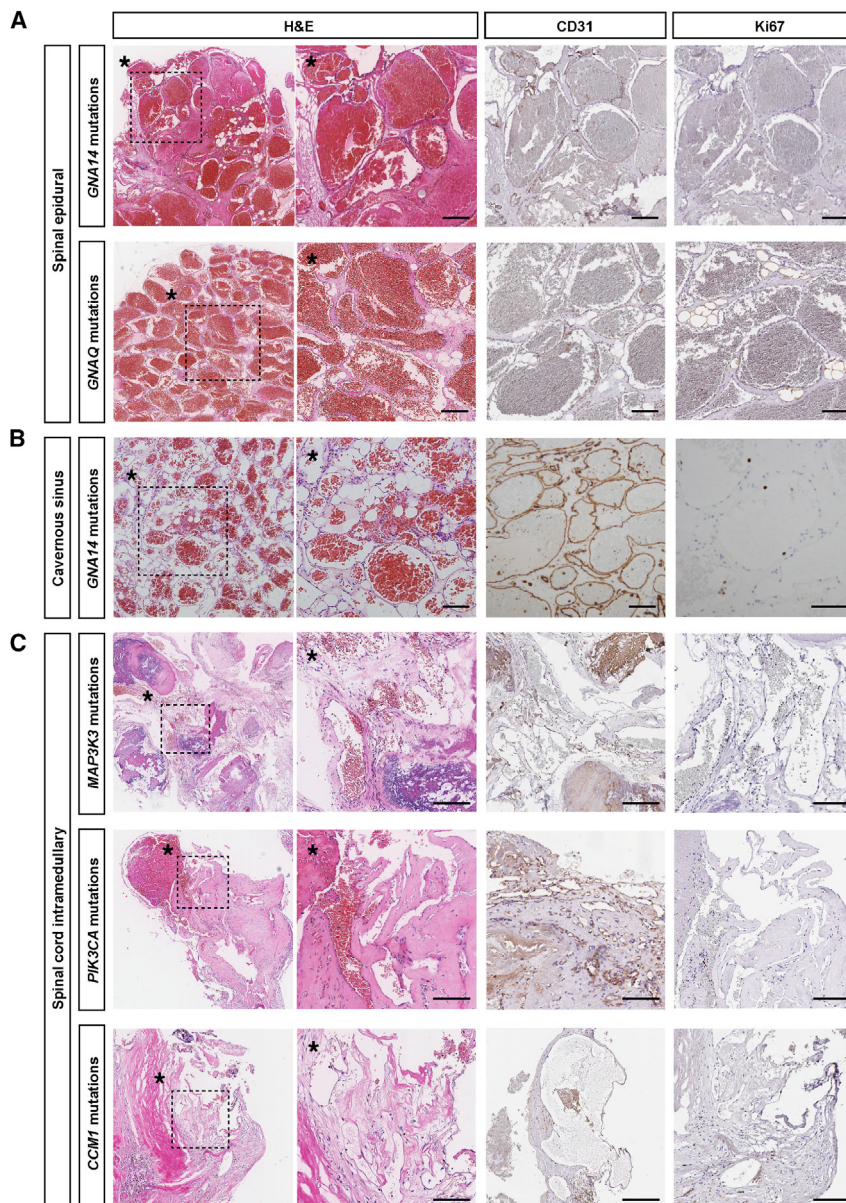 A
H&E
CD31
Ki67
Spinal epidural
GNA14 mutations
*
*
GNAQ mutations
*
*
B
Cavernous sinus
GNA14 mutations
*
*
C
Spinal cord intramedullary
MAP3K3 mutations
*
*
PIK3CA mutations
*
*
CCM1 mutations
*
*